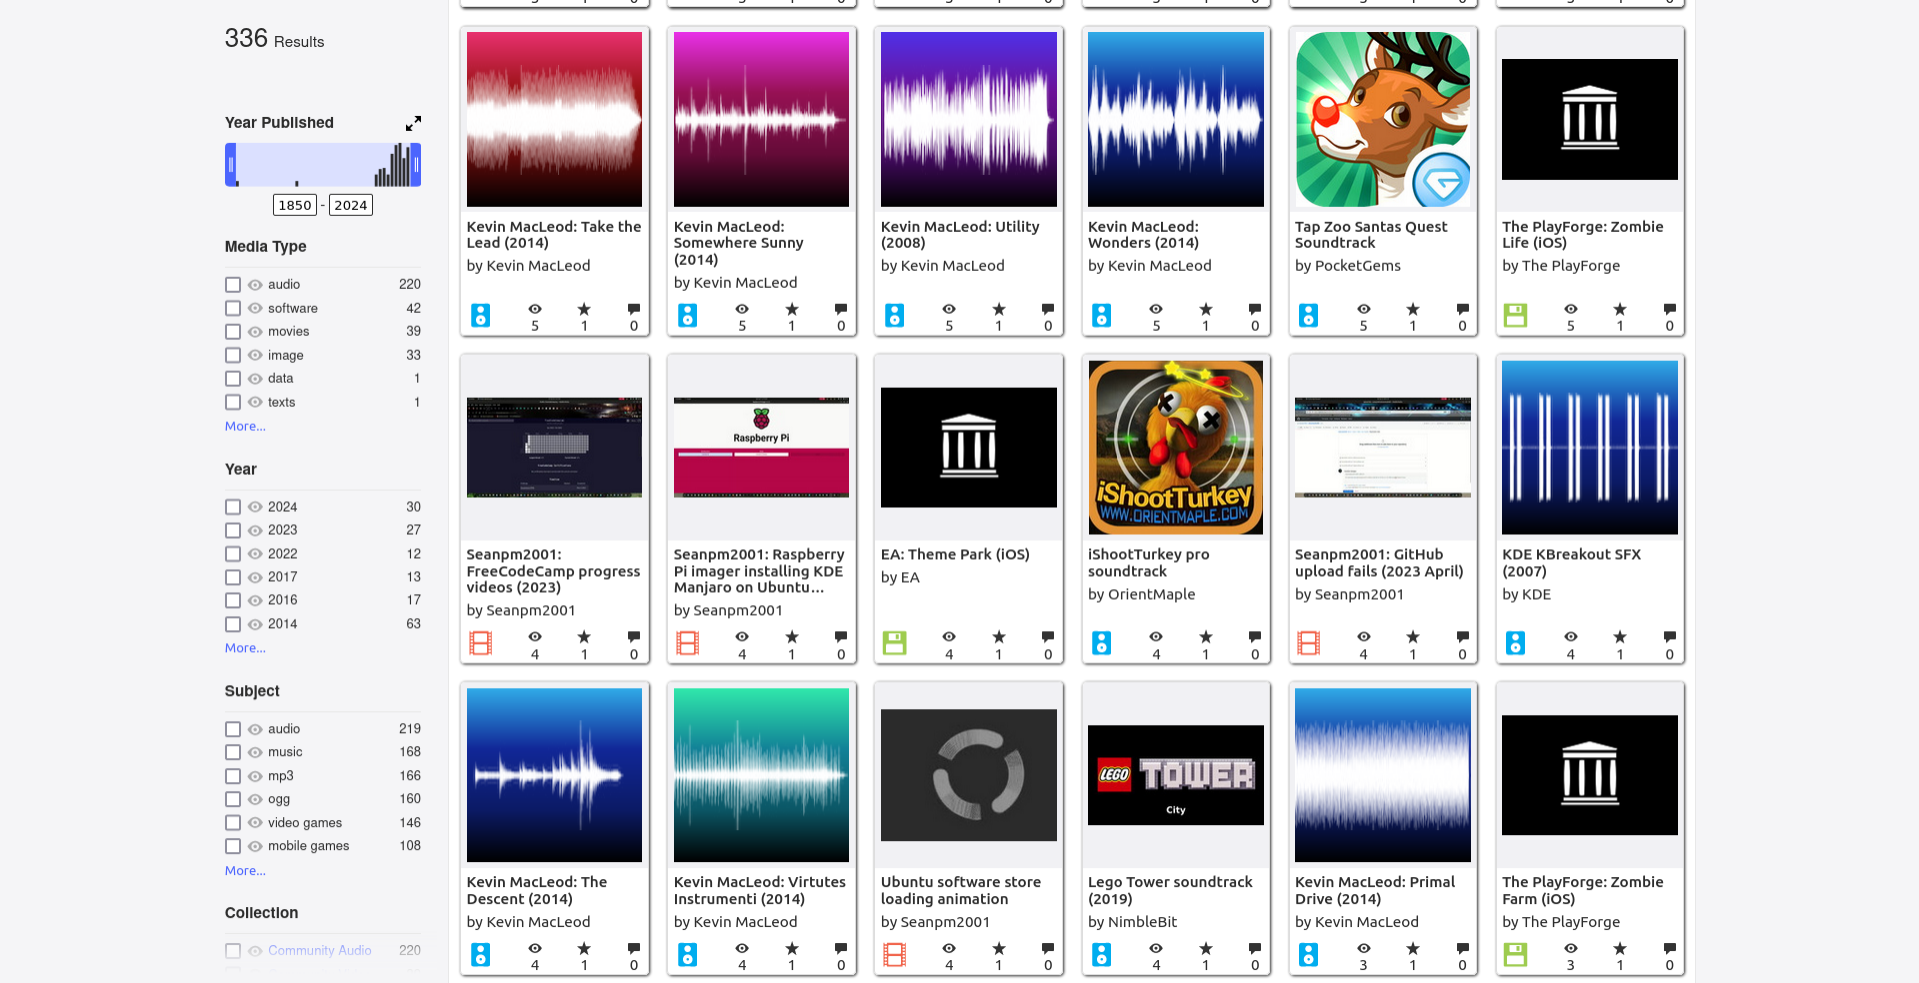 336 Results
Year Published
1850 - 2024
Media Type
audio 220
software 42
movies 39
image 33
data 1
texts 1
More...
Year
2024 30
2023 27
2022 12
2017 13
2016 17
2014 63
More...
Subject
audio 219
music 168
mp3 166
ogg 160
video games 146
mobile games 108
More...
Collection
Community Audio 220
Kevin MacLeod: Take the
Lead (2014)
by Kevin MacLeod
5 1 0
Kevin MacLeod:
Somewhere Sunny
(2014)
by Kevin MacLeod
5 1 0
Kevin MacLeod: Utility
(2008)
by Kevin MacLeod
5 1 0
Kevin MacLeod:
Wonders (2014)
by Kevin MacLeod
5 1 0
Tap Zoo Santas Quest
Soundtrack
by PocketGems
5 1 0
The PlayForge: Zombie
Life (iOS)
by The PlayForge
5 1 0
Seanpm2001:
FreeCodeCamp progress
videos (2023)
by Seanpm2001
4 1 0
Raspberry Pi
Seanpm2001: Raspberry
Pi imager installing KDE
Manjaro on Ubuntu...
by Seanpm2001
4 1 0
EA: Theme Park (iOS)
by EA
4 1 0
iShootTurkey
WWW.ORIENTMAPLE.COM
iShootTurkey pro
soundtrack
by OrientMaple
4 1 0
Seanpm2001: GitHub
upload fails (2023 April)
by Seanpm2001
4 1 0
KDE KBreakout SFX
(2007)
by KDE
4 1 0
Kevin MacLeod: The
Descent (2014)
by Kevin MacLeod
4 1 0
Kevin MacLeod: Virtutes
Instrumenti (2014)
by Kevin MacLeod
4 1 0
Ubuntu software store
loading animation
by Seanpm2001
4 1 0
LEGO TOWER
City
Lego Tower soundtrack
(2019)
by NimbleBit
4 1 0
Kevin MacLeod: Primal
Drive (2014)
by Kevin MacLeod
3 1 0
The PlayForge: Zombie
Farm (iOS)
by The PlayForge
3 1 0